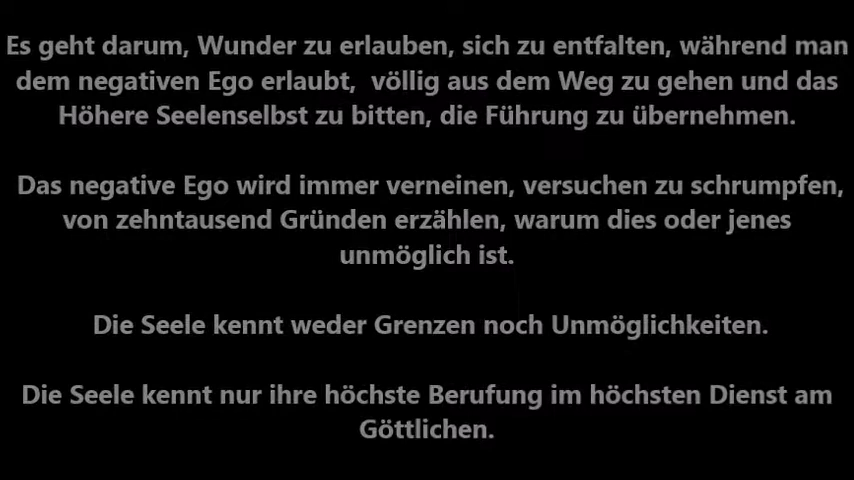 Es geht darum, Wunder zu erlauben, sich zu entfalten, während man
dem negativen Ego erlaubt,  völlig aus dem Weg zu gehen und das
Höhere Seelenselbst zu bitten, die Führung zu übernehmen.
Das negative Ego wird immer verneinen, versuchen zu schrumpfen,
von zehntausend Gründen erzählen, warum dies oder jenes
unmöglich ist.
Die Seele kennt weder Grenzen noch Unmöglichkeiten.
Die Seele kennt nur ihre höchste Berufung im höchsten Dienst am
Göttlichen.